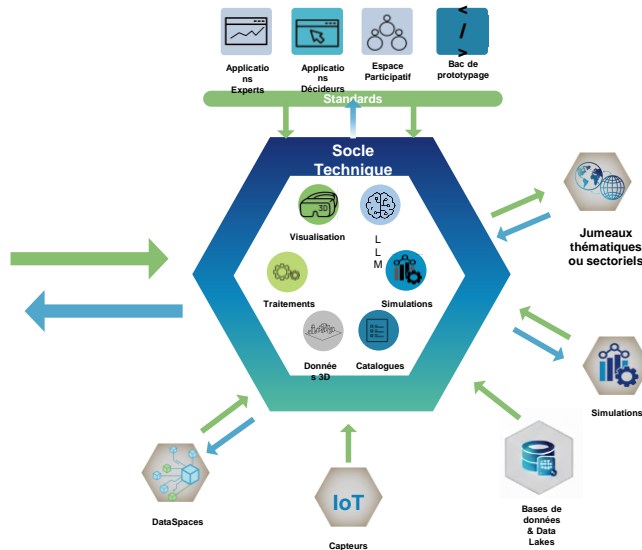 < / >
Applicatio
ns
Experts
Applicatio
ns
Décideurs
Espace
Participatif
Bac de
prototypage
Standards
Socle
Technique
3D
Visualisation
L
L
M
Traitements
Simulations
Donnée
s 3D
Catalogues
Jumeaux
thématiques
ou sectoriels
Simulations
Bases de
données
& Data
Lakes
IoT
Capteurs
DataSpaces